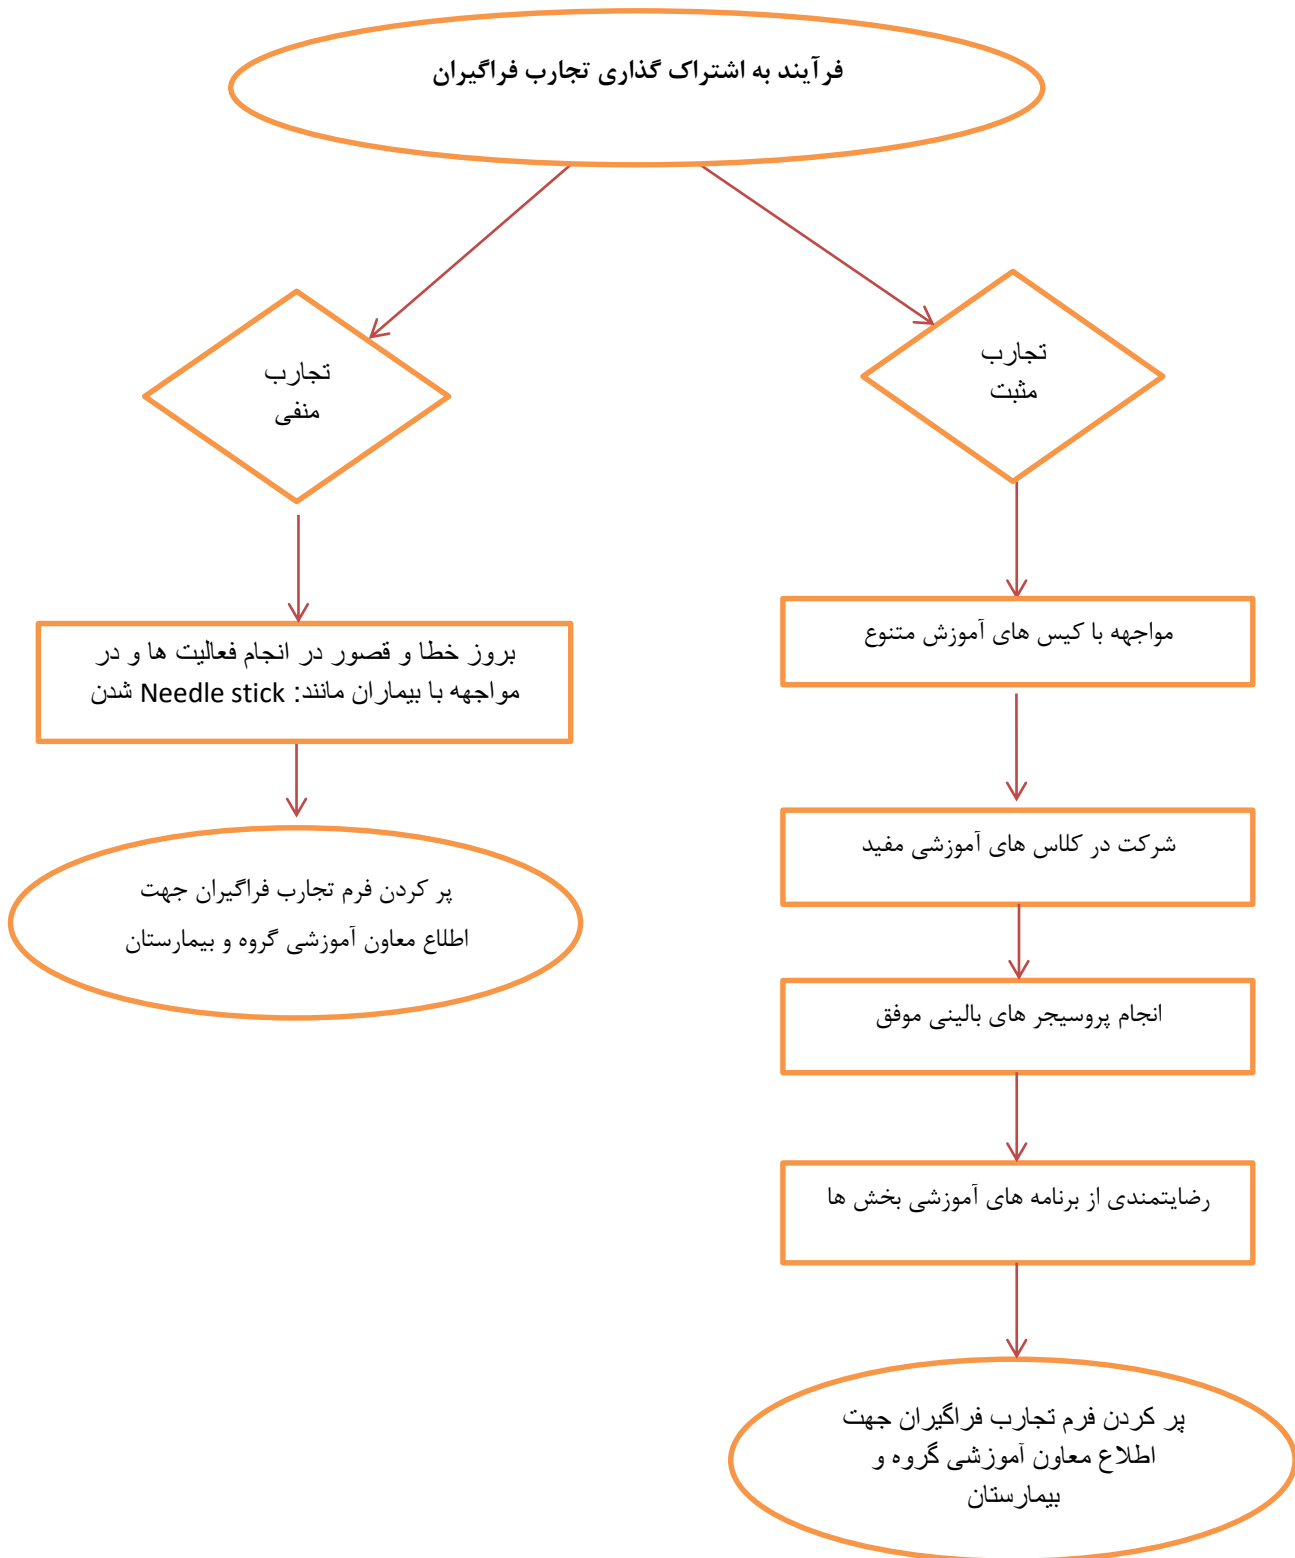 فرآیند به اشتراک گذاری تجارب فراگیران
تجارب
مثبت
تجارب
منفی
مواجهه با کیس های آموزش متنوع
شرکت در کلاس های آموزشی مفید
انجام پروسیجر های بالینی موفق
رضایتمندی از برنامه های آموزشی بخش ها
پر کردن فرم تجارب فراگیران جهت
اطلاع معاون آموزشی گروه و
بیمارستان
بروز خطا و قصور در انجام فعالیت ها و در
مواجهه با بیماران مانند: Needle stick شدن
پر کردن فرم تجارب فراگیران جهت
اطلاع معاون آموزشی گروه و بیمارستان